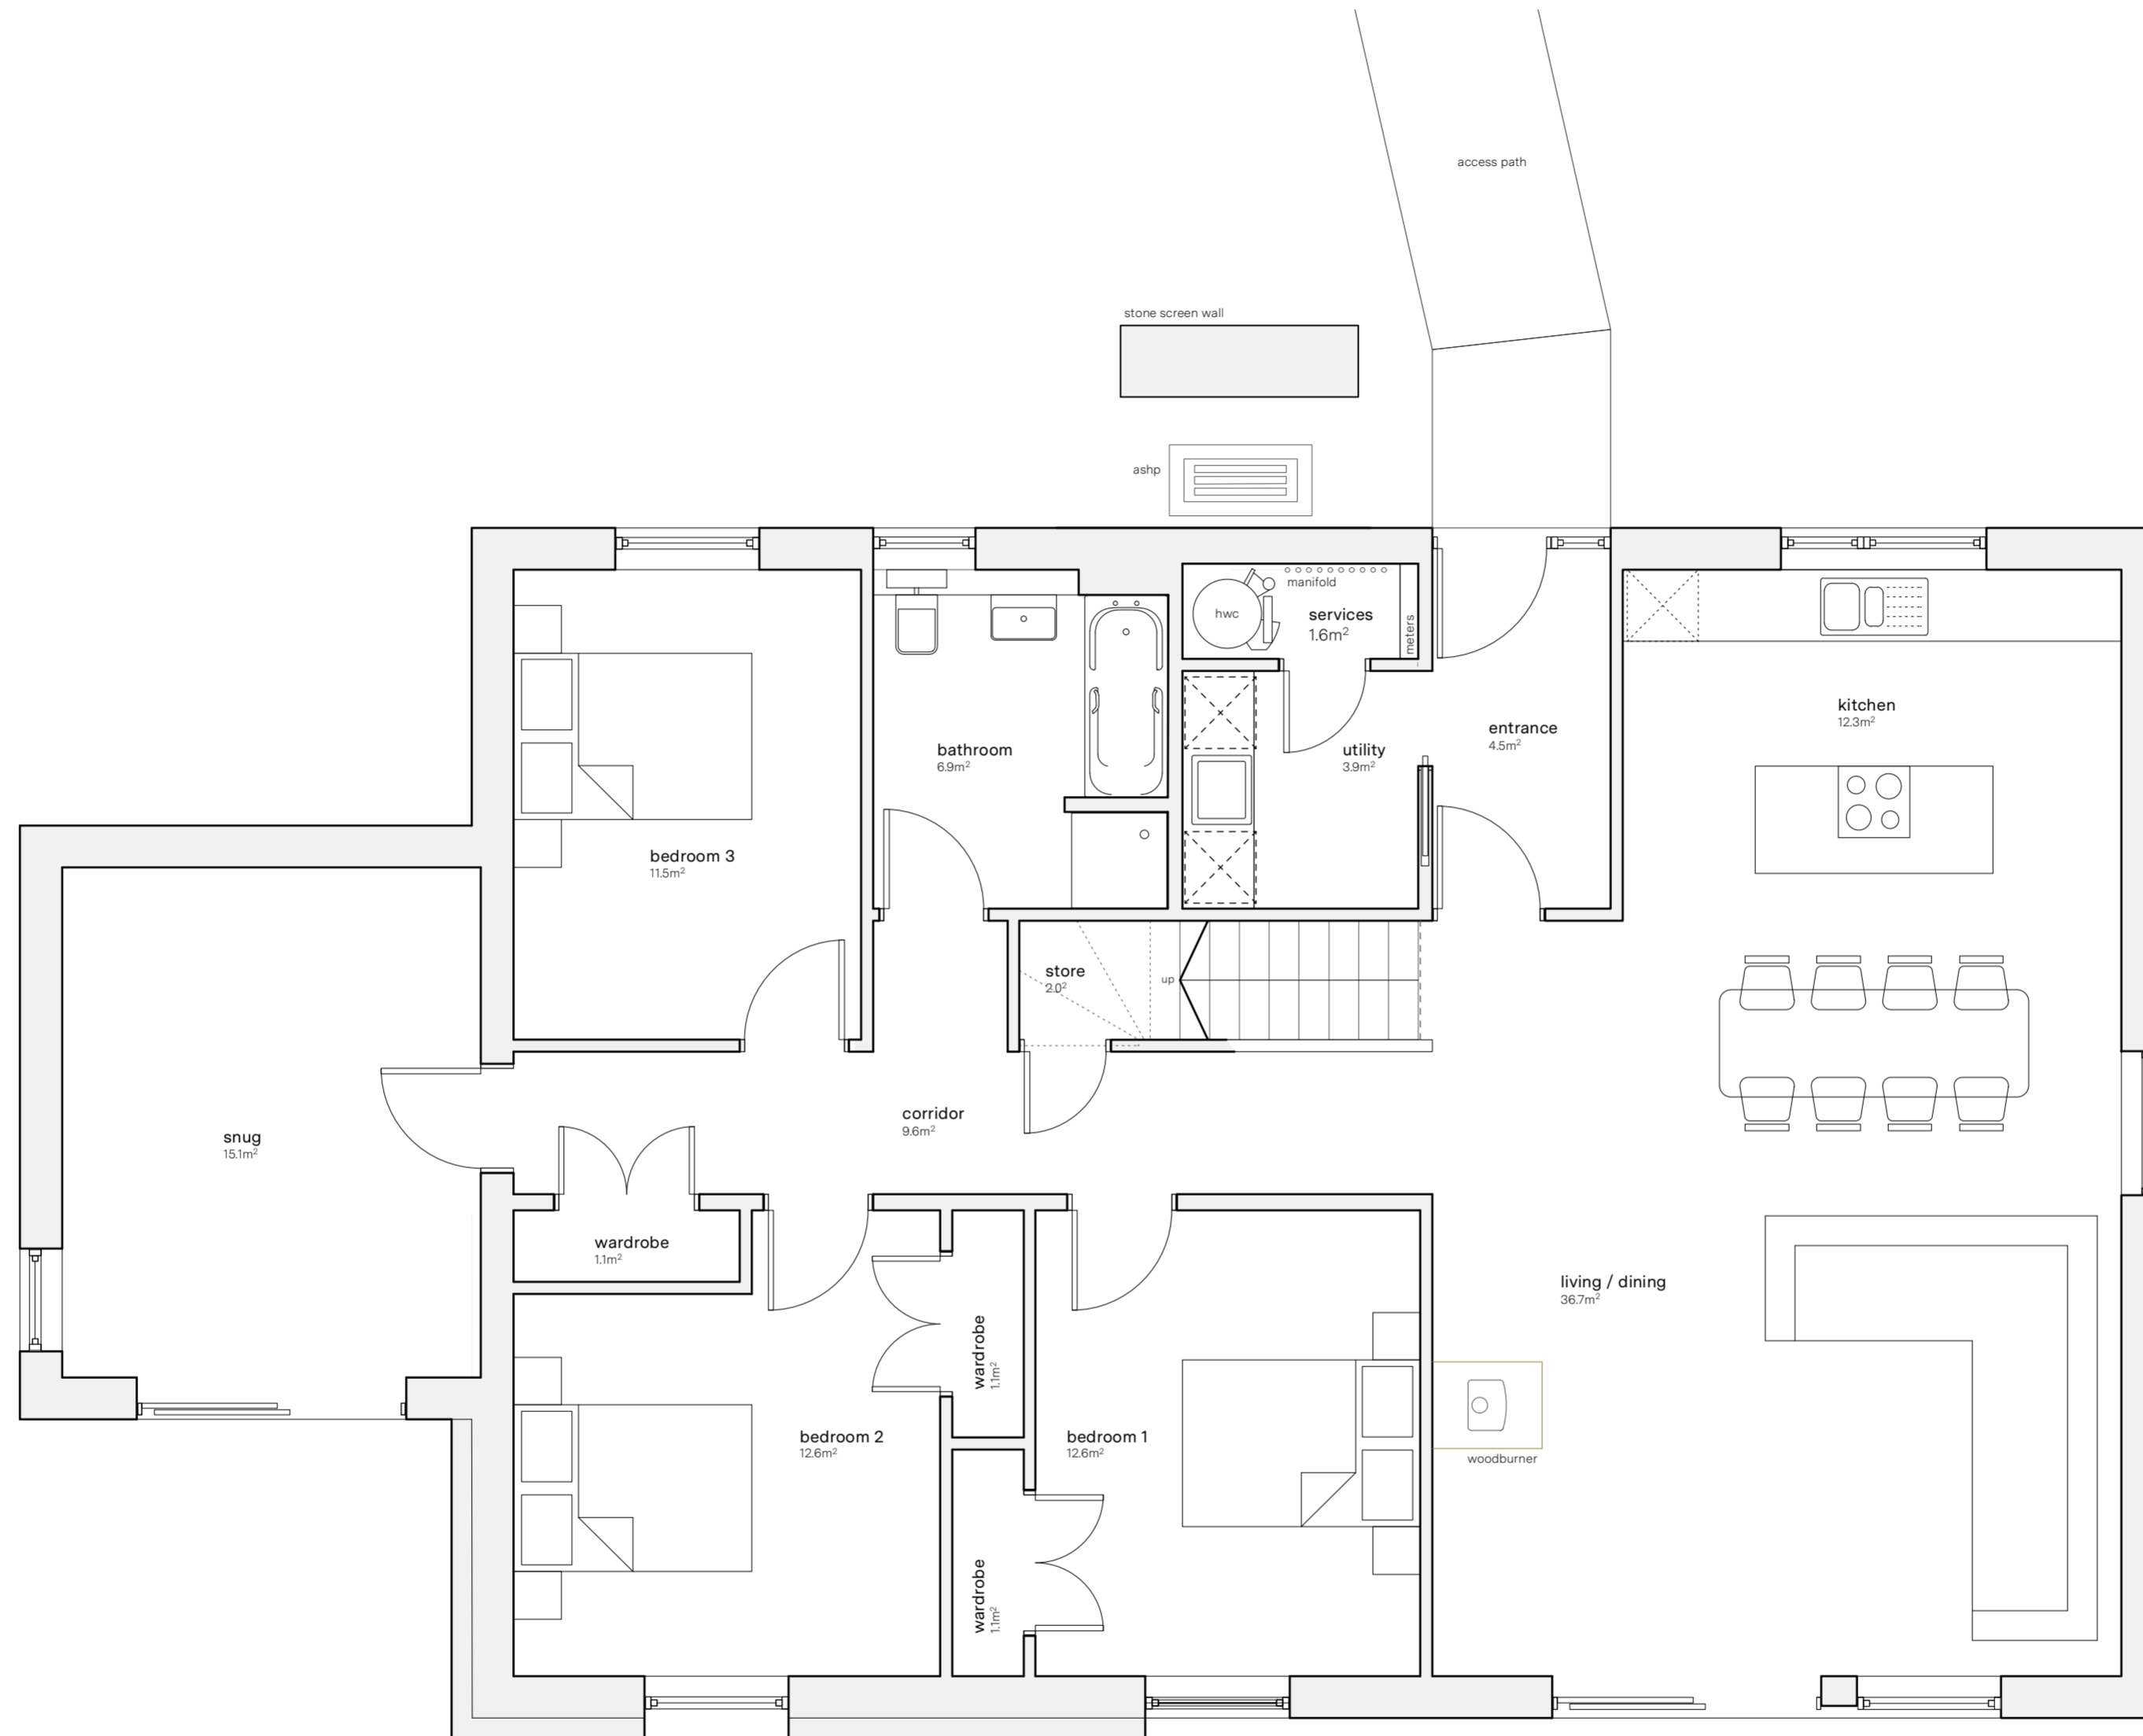 access path
stone screen wall
ashp
manifold
hwc
services
1.6m²
meters
kitchen
12.3m²
entrance
4.5m²
bathroom
6.9m²
utility
3.9m²
bedroom 3
11.5m²
store
2.0²
up
corridor
9.6m²
snug
15.1m²
wardrobe
1.1m²
living / dining
36.7m²
wardrobe
1.1m²
bedroom 2
12.6m²
bedroom 1
12.6m²
woodburner
wardrobe
1.1m²